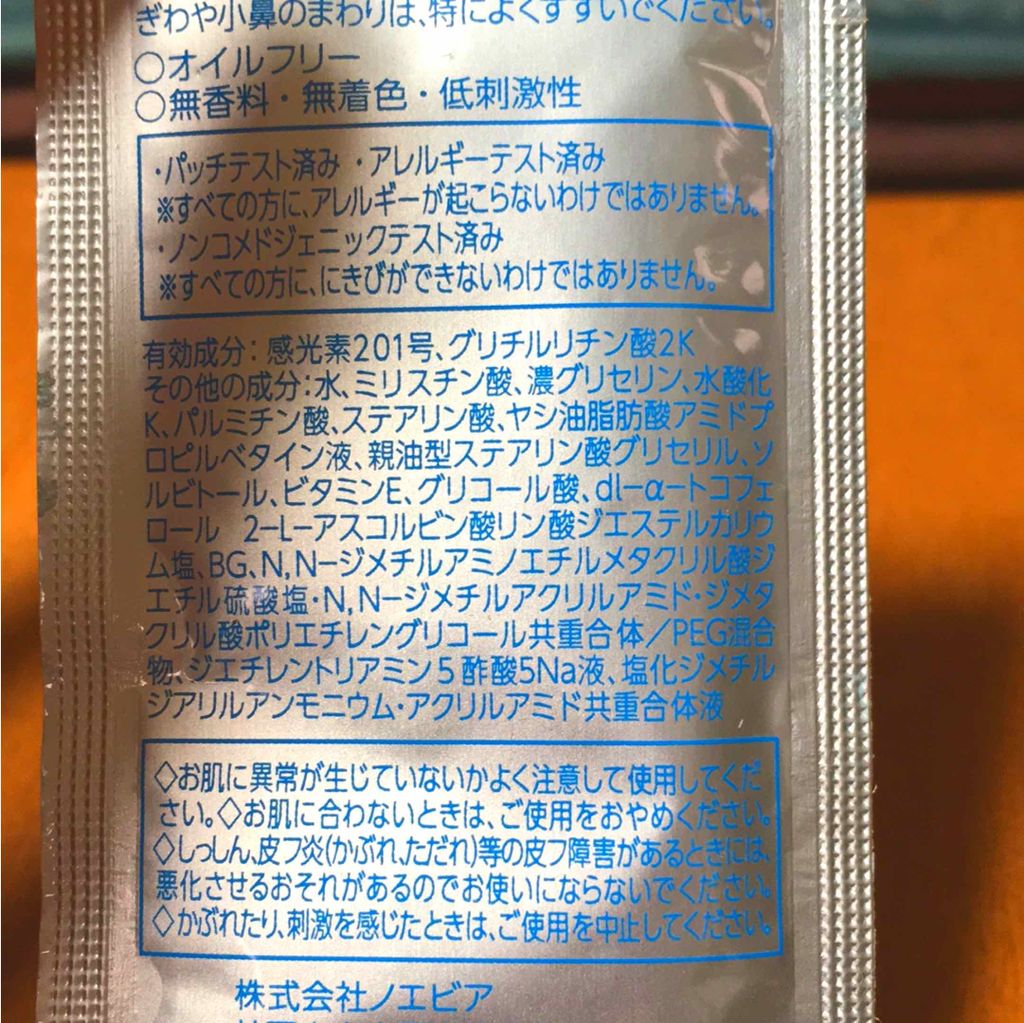 ぎわや小鼻のまわりは、特によくすすいでください。
○オイルフリー
○無香料・無着色・低刺激性
・パッチテスト済み ・アレルギーテスト済み
※すべての方に、アレルギーが起こらないわけではありません。
・ノンコメドジェニックテスト済み
※すべての方に、にきびができないわけではありません。
有効成分：感光素201号、グリチルリチン酸2K
その他の成分：水、ミリスチン酸、濃グリセリン、水酸化
K、パルミチン酸、ステアリン酸、ヤシ油脂肪酸アミドプ
ロピルベタイン液、親油型ステアリン酸グリセリル、ソ
ルビトール、ビタミンE、グリコール酸、dl－α－トコフェ
ロール 2－L－アスコルビン酸リン酸ジエステルカリウ
ム塩、BG、N，N－ジメチルアミノエチルメタクリル酸ジ
エチル硫酸塩・N，N－ジメチルアクリルアミド・ジメタ
クリル酸ポリエチレングリコール共重合体／PEG混合
物、ジエチレントリアミン5酢酸5Na液、塩化ジメチル
ジアリルアンモニウム・アクリルアミド共重合体液
◇お肌に異常が生じていないかよく注意して使用してくだ
さい。◇お肌に合わないときは、ご使用をおやめください。
◇しっしん、皮フ炎(かぶれ、ただれ)等の皮フ障害があるときには、
悪化させるおそれがあるのでお使いにならないでください。
◇かぶれたり、刺激を感じたときは、ご使用を中止してください。
株式会社ノエビア